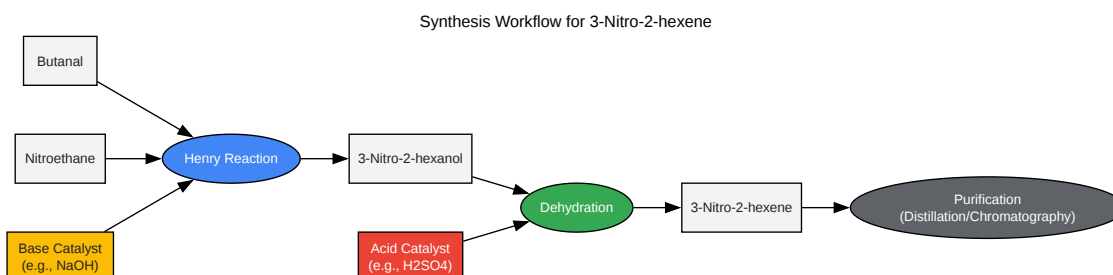 Synthesis Workflow for 3-Nitro-2-hexene
Butanal
Nitroethane
Henry Reaction
3-Nitro-2-hexanol
Base Catalyst
(e.g., NaOH)
Acid Catalyst
(e.g., H2SO4)
Dehydration
3-Nitro-2-hexene
Purification
(Distillation/Chromatography)